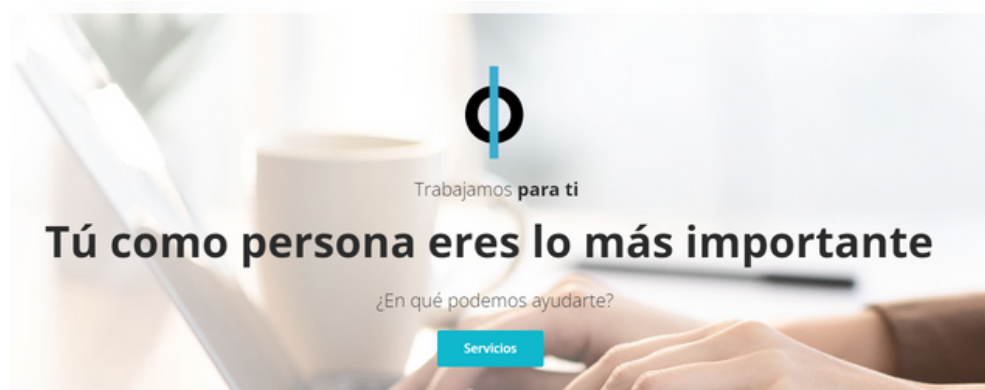 Trabajamos para ti
Tú como persona eres lo más importante
¿En qué podemos ayudarte?
Servicios